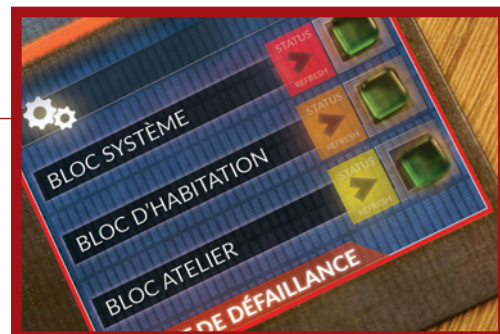 STATUS
REFRESH
BLOC SYSTÈME
STATUS
REFRESH
BLOC D'HABITATION
STATUS
REFRESH
BLOC ATELIER
DE DÉFAILLANCE